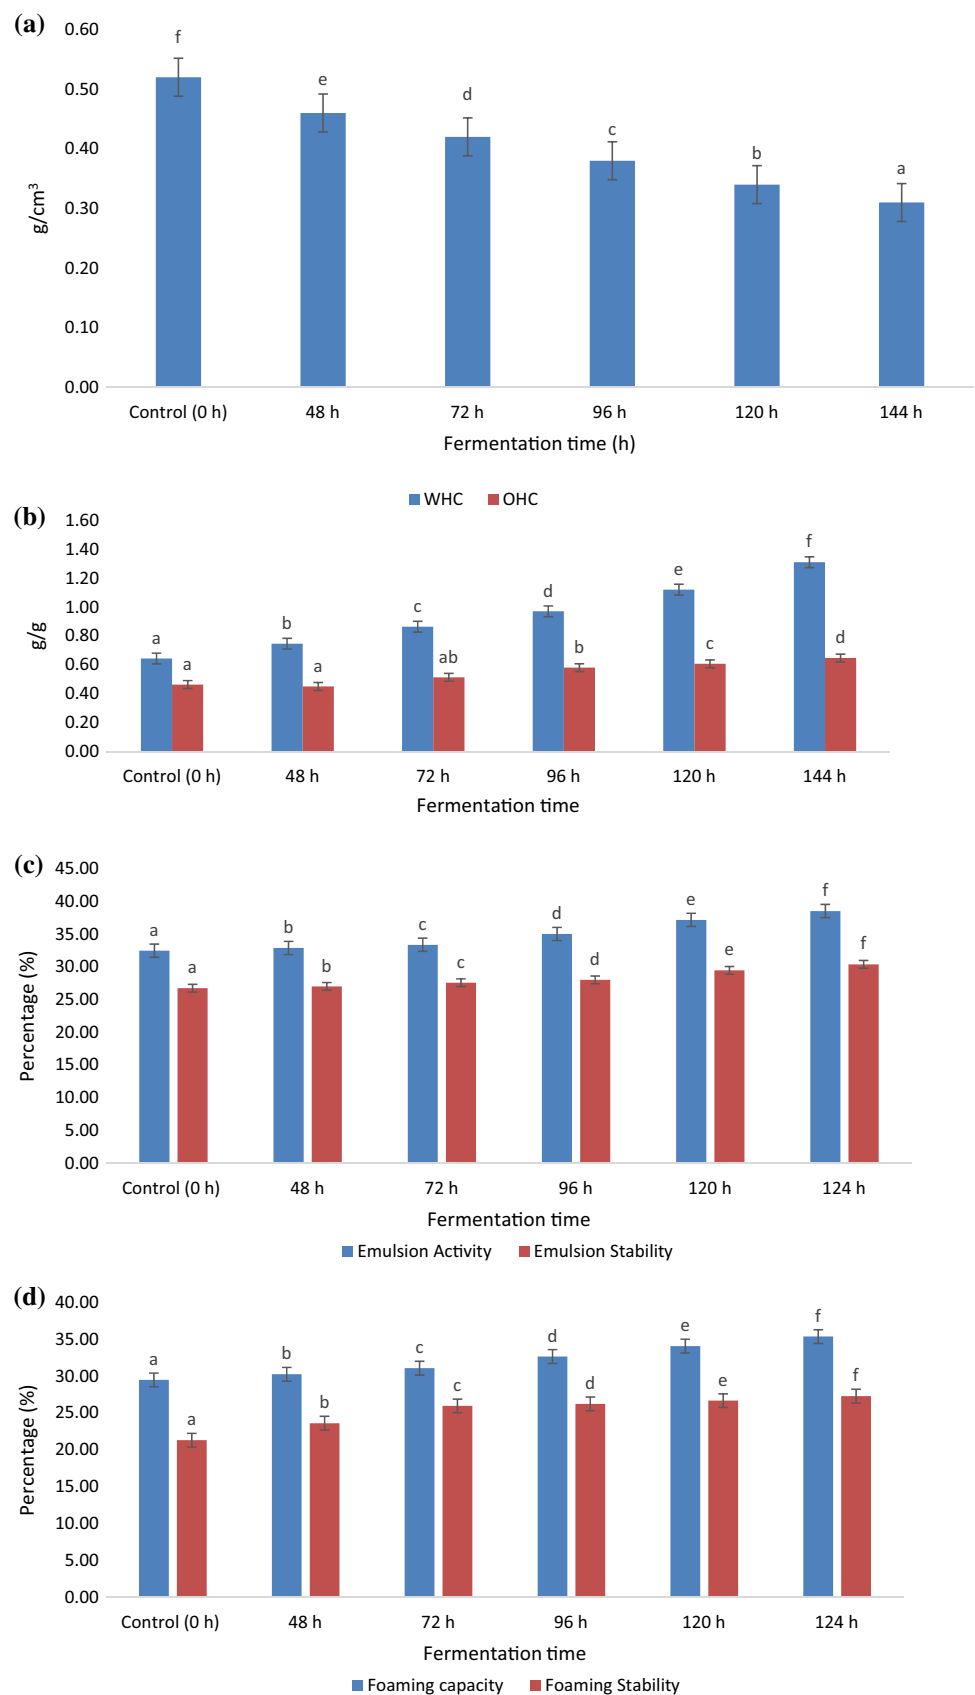 (a)
0.60
0.50
0.40
0.30
0.20
0.10
0.00
g/cm³
f
e
d
c
b
a
Control (0 h) 48 h 72 h 96 h 120 h 144 h
Fermentation time (h)
WHC OHC
(b)
1.60
1.40
1.20
1.00
0.80
0.60
0.40
0.20
0.00
g/g
a a
b a
c ab
d b
e c
f d
Control (0 h) 48 h 72 h 96 h 120 h 144 h
Fermentation time
(c)
45.00
40.00
35.00
30.00
25.00
20.00
15.00
10.00
5.00
0.00
Percentage (%)
a a
b b
c c
d d
e e
f f
Control (0 h) 48 h 72 h 96 h 120 h 124 h
Fermentation time
Emulsion Activity Emulsion Stability
(d)
40.00
35.00
30.00
25.00
20.00
15.00
10.00
5.00
0.00
Percentage (%)
a a
b b
c c
d d
e e
f f
Control (0 h) 48 h 72 h 96 h 120 h 124 h
Fermentation time
Foaming capacity Foaming Stability